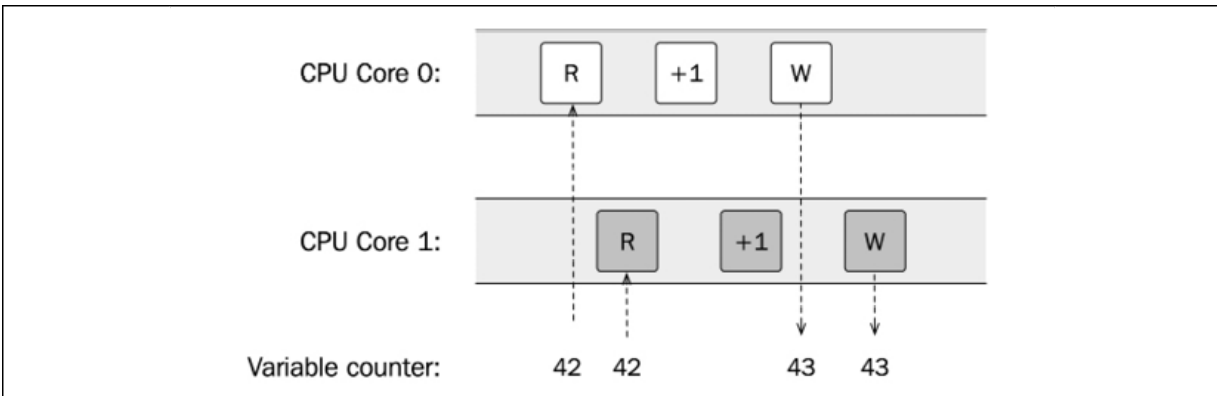 CPU Core 0: R +1 W
CPU Core 1: R +1 W
Variable counter: 42 42 43 43